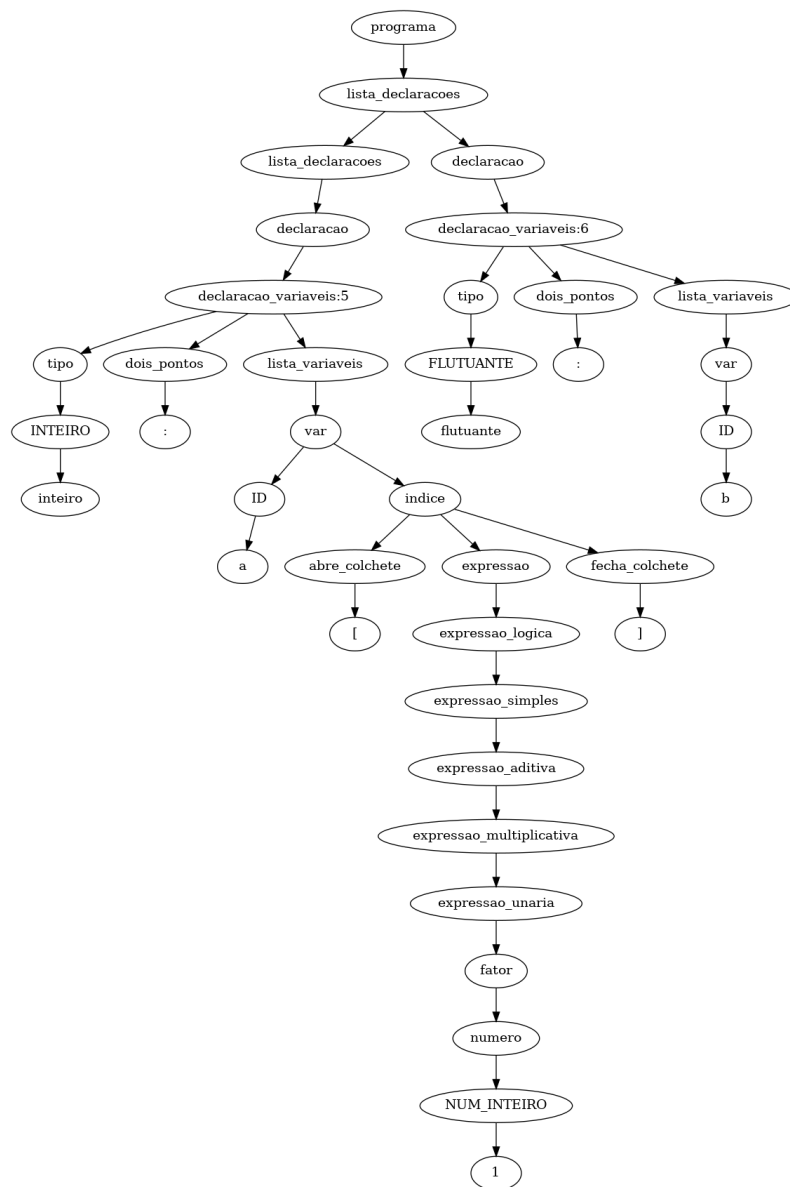 programa
lista_declaracoes
lista_declaracoes declaracao
declaracao declaracao_variaveis:6
declaracao_variaveis:5 tipo dois_pontos lista_variaveis
tipo dois_pontos lista_variaveis FLUTUANTE : var
INTEIRO : var flutuante ID
inteiro ID indice b
a abre_colchete expressao fecha_colchete
[ expressao_logica ]
expressao_simples
expressao_aditiva
expressao_multiplicativa
expressao_unaria
fator
numero
NUM_INTEIRO
1